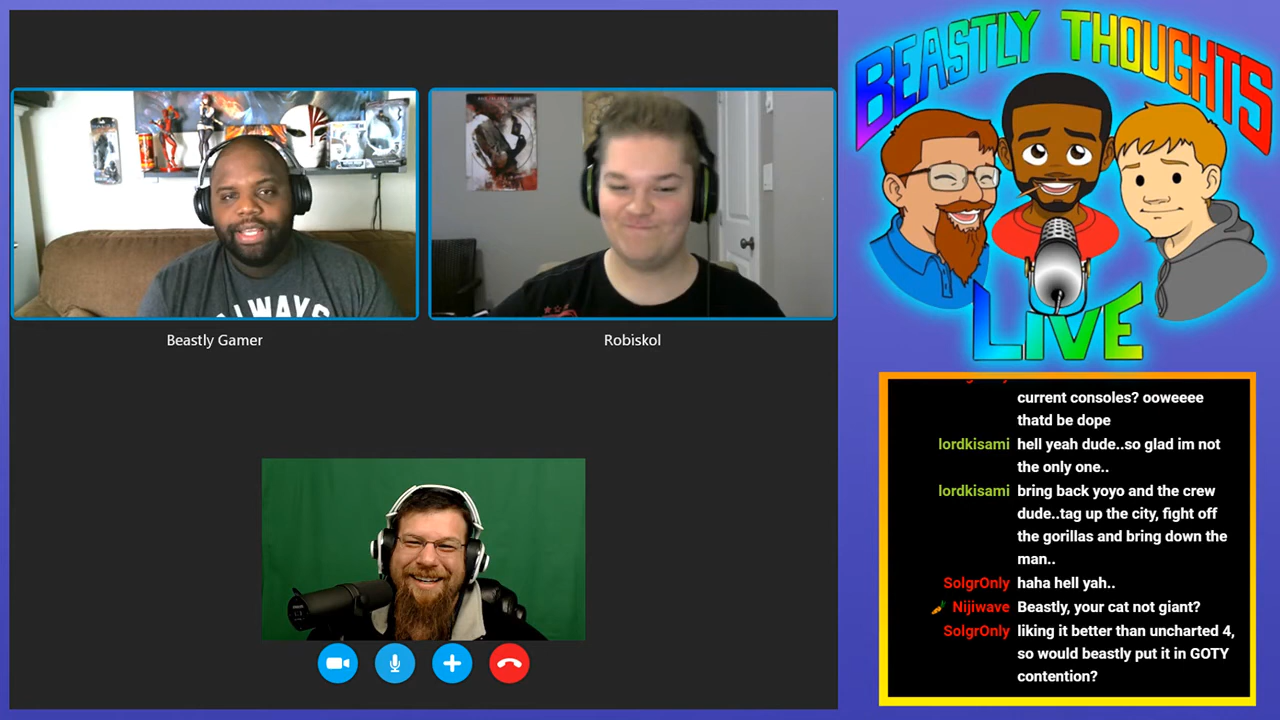 BEASTLY THOUGHTS
LIVE
ALWAYS
Beastly Gamer
Robiskol
current consoles? ooweeee
thatd be dope
lordkisami hell yeah dude..so glad im not
the only one..
lordkisami bring back yoyo and the crew
dude..tag up the city, fight off
the gorillas and bring down the
man..
SolgrOnly haha hell yah..
Nijiwave Beastly, your cat not giant?
SolgrOnly liking it better than uncharted 4,
so would beastly put it in GOTY
contention?